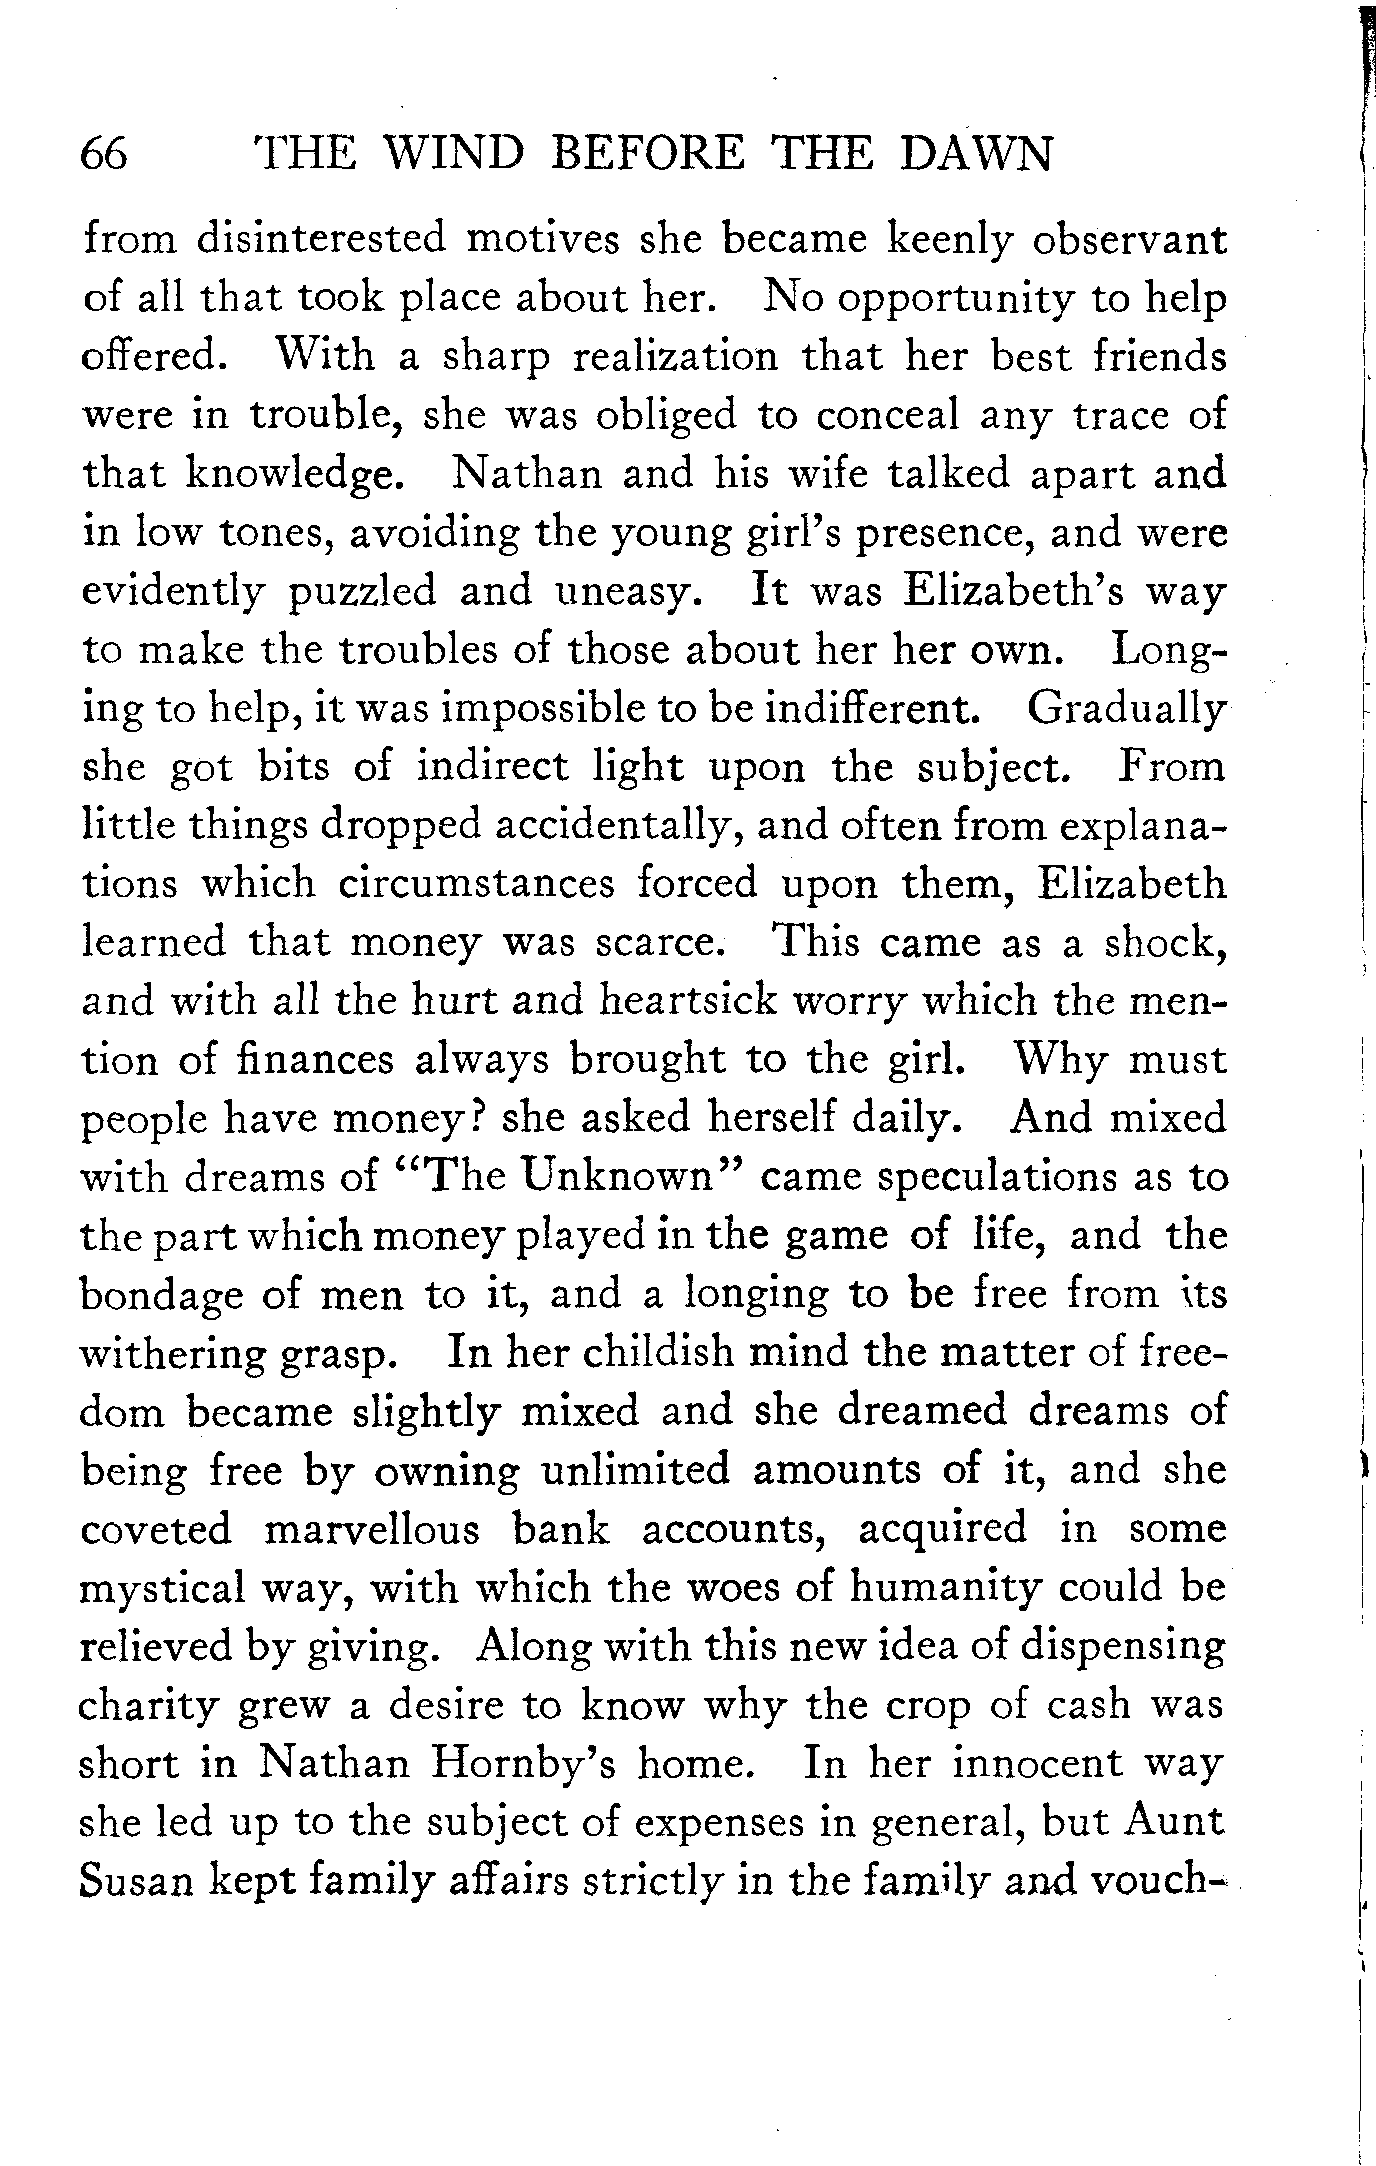 66 THE WIND BEFORE THE DAWN
from disinterested motives she became keenly observant
of all that took place about her. No opportunity to help
offered. With a sharp realization that her best friends
were in trouble, she was obliged to conceal any trace of
that knowledge. Nathan and his wife talked apart and
in low tones, avoiding the young girl's presence, and were
evidently puzzled and uneasy. It was Elizabeth's way
to make the troubles of those about her her own. Long-
ing to help, it was impossible to be indifferent. Gradually
she got bits of indirect light upon the subject. From
little things dropped accidentally, and often from explana-
tions which circumstances forced upon them, Elizabeth
learned that money was scarce. This came as a shock,
and with all the hurt and heartsick worry which the men-
tion of finances always brought to the girl. Why must
people have money? she asked herself daily. And mixed
with dreams of “The Unknown” came speculations as to
the part which money played in the game of life, and the
bondage of men to it, and a longing to be free from its
withering grasp. In her childish mind the matter of free-
dom became slightly mixed and she dreamed dreams of
being free by owning unlimited amounts of it, and she
coveted marvellous bank accounts, acquired in some
mystical way, with which the woes of humanity could be
relieved by giving. Along with this new idea of dispensing
charity grew a desire to know why the crop of cash was
short in Nathan Hornby's home. In her innocent way
she led up to the subject of expenses in general, but Aunt
Susan kept family affairs strictly in the family and vouch-